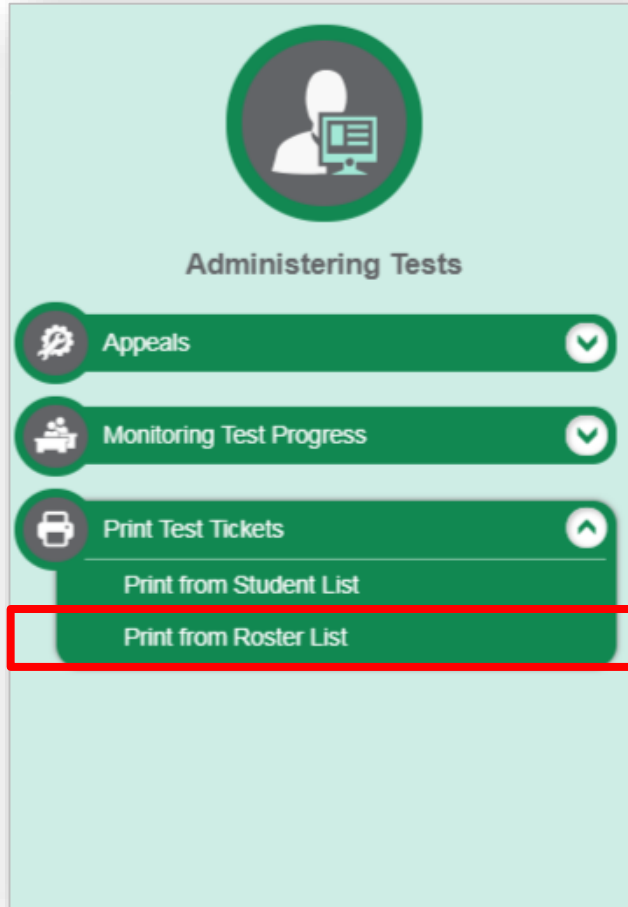 Administering Tests
Appeals
Monitoring Test Progress
Print Test Tickets
Print from Student List
Print from Roster List